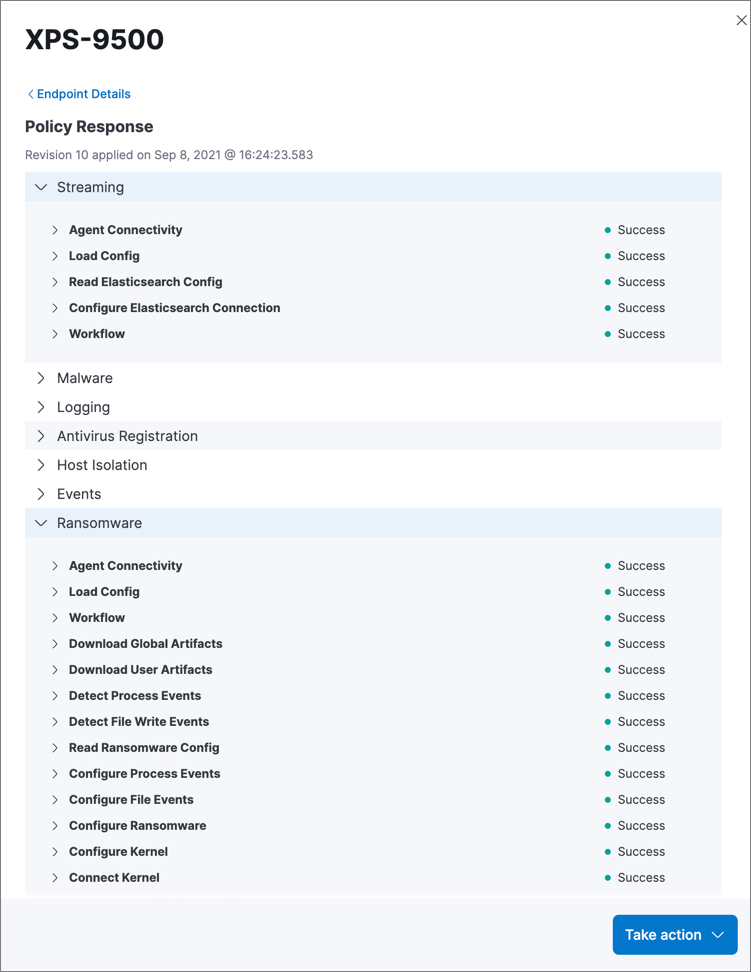 XPS-9500
Endpoint Details
Policy Response
Revision 10 applied on Sep 8, 2021 @ 16:24:23.583
Streaming
Agent Connectivity Success
Load Config Success
Read Elasticsearch Config Success
Configure Elasticsearch Connection Success
Workflow Success
Malware
Logging
Antivirus Registration
Host Isolation
Events
Ransomware
Agent Connectivity Success
Load Config Success
Workflow Success
Download Global Artifacts Success
Download User Artifacts Success
Detect Process Events Success
Detect File Write Events Success
Read Ransomware Config Success
Configure Process Events Success
Configure File Events Success
Configure Ransomware Success
Configure Kernel Success
Connect Kernel Success
Take action